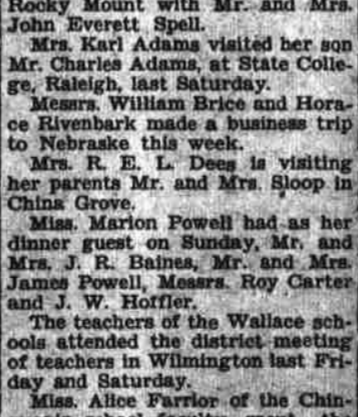 Rocky Mount with Mr. and Mrs.
John Everett Spell.
Mrs. Karl Adams visited her son
Mr. Charles Adams, at State Colle-
ge, Raleigh, last Saturday.
Messrs. William Brice and Hora-
ce Rivenbark made a business trip
to Nebraske this week.
Mrs. R. E. L. Dees is visiting
her parents Mr. and Mrs. Sloop in
China Grove.
Miss. Marion Powell had as her
dinner guest on Sunday, Mr. and
Mrs. J. R. Baines, Mr. and Mrs.
James Powell, Messrs. Roy Carter
and J. W. Hoffler.
The teachers of the Wallace sch-
ools attended the district meeting
of teachers in Wilmington last Fri-
day and Saturday.
Miss. Alice Farrior of the Chin-
school faculty